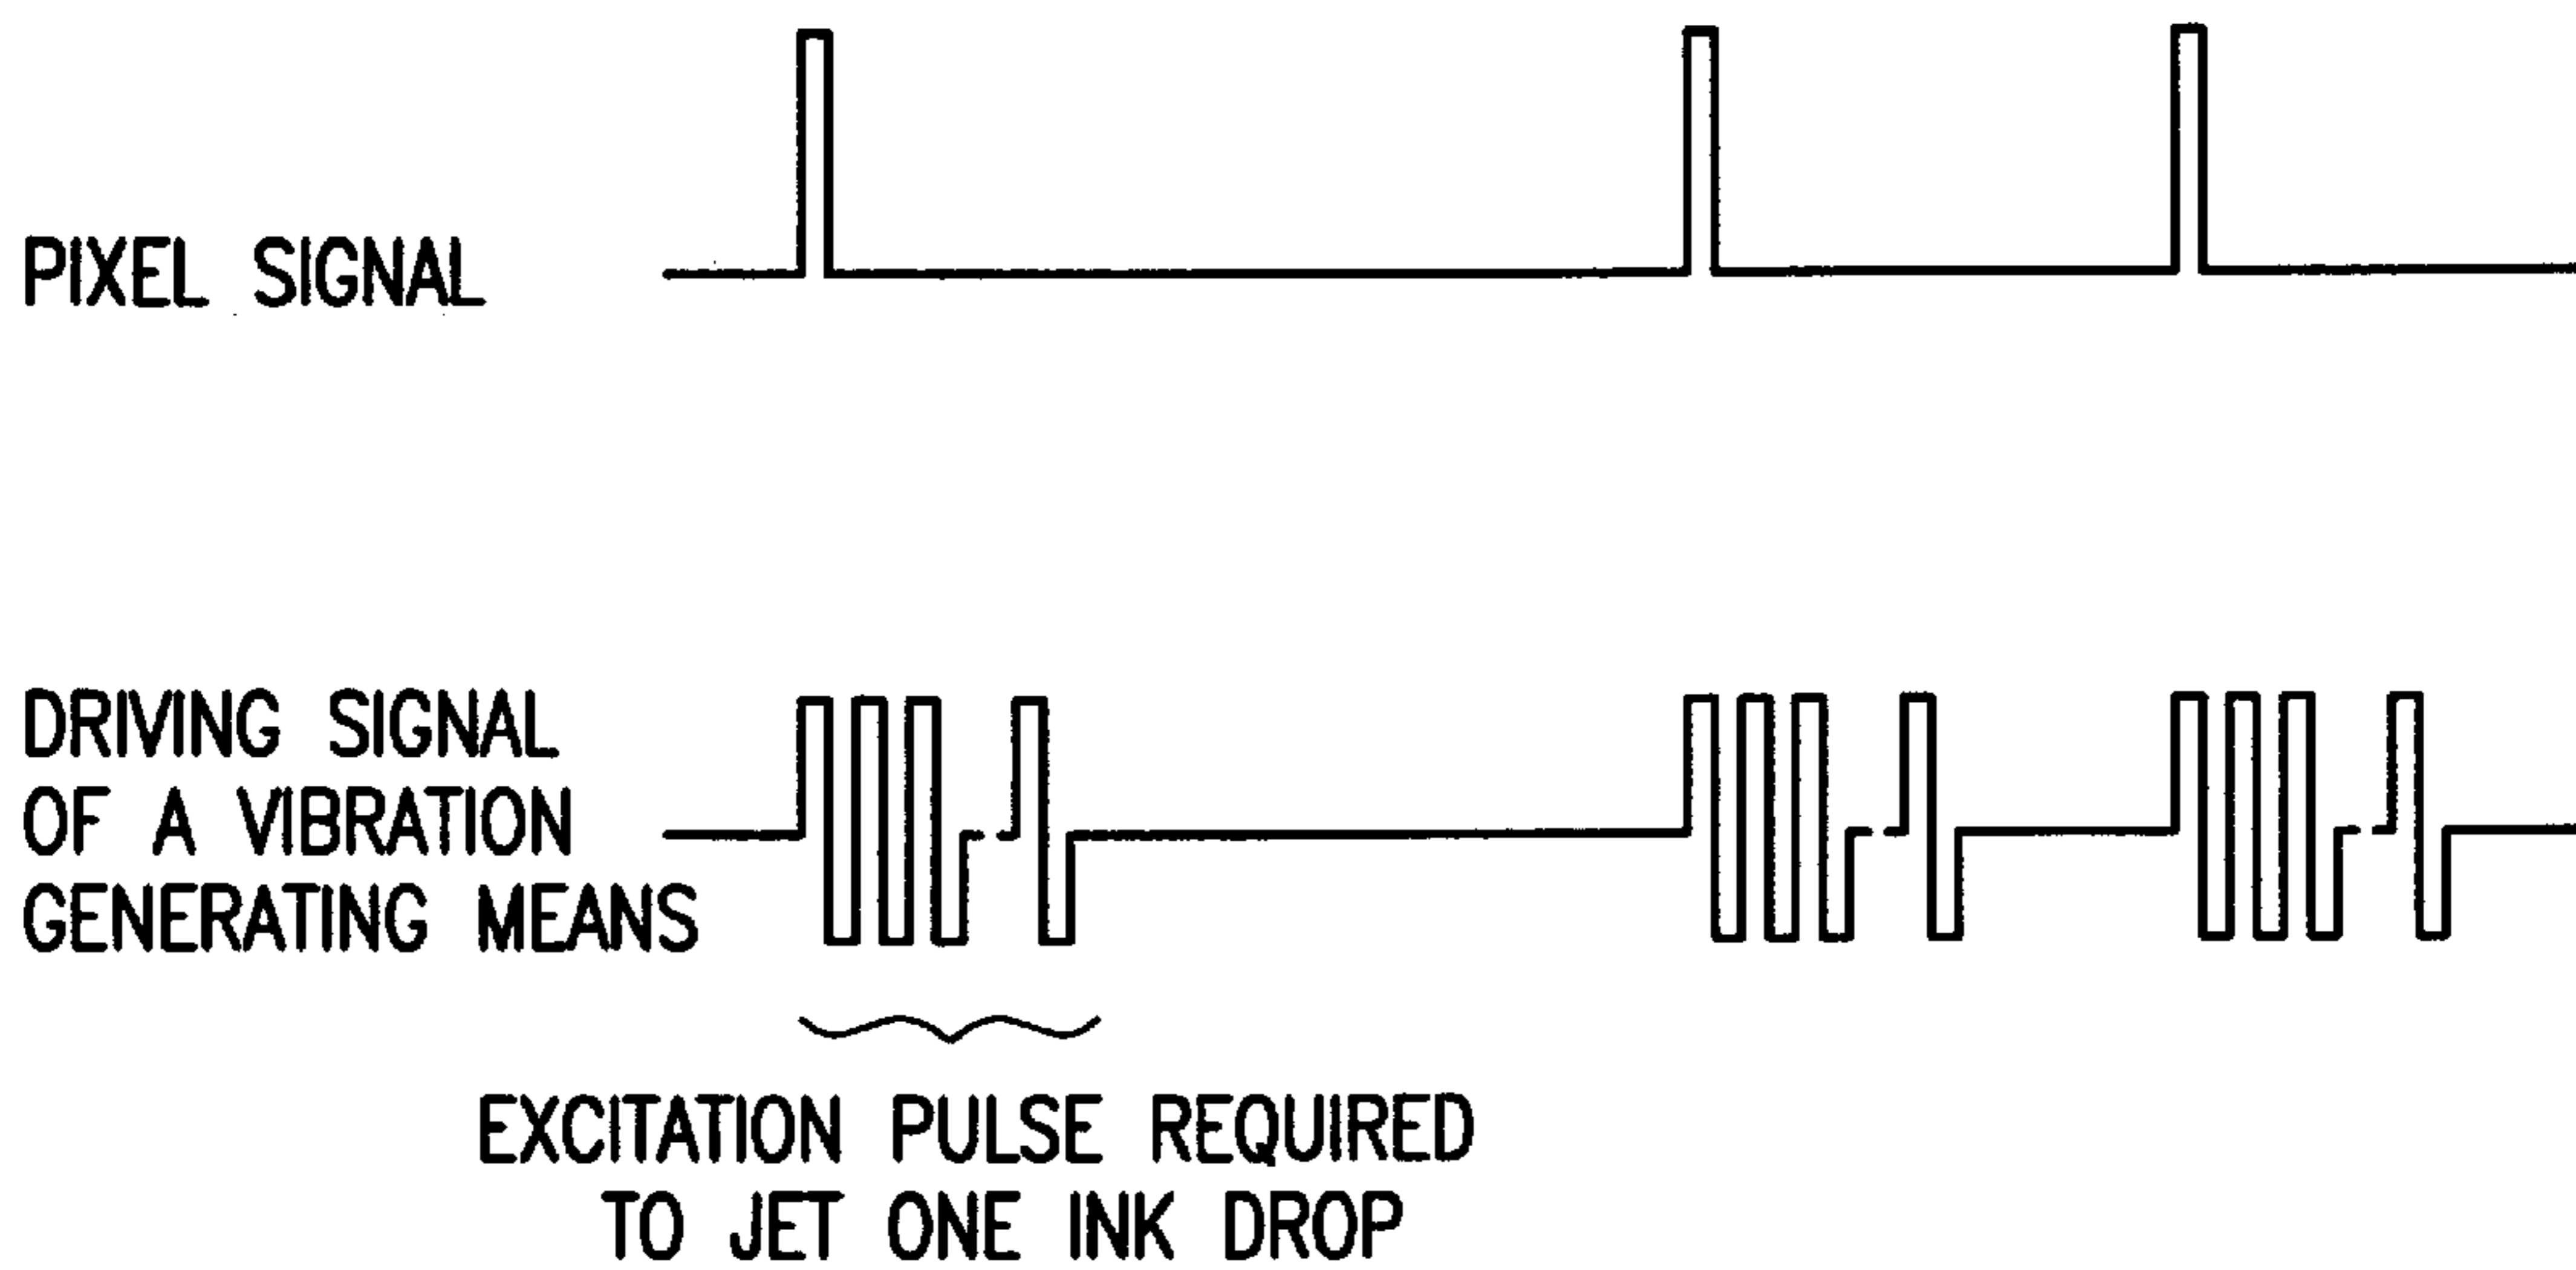 PIXEL SIGNAL
DRIVING SIGNAL
OF A VIBRATION
GENERATING MEANS
EXCITATION PULSE REQUIRED
TO JET ONE INK DROP